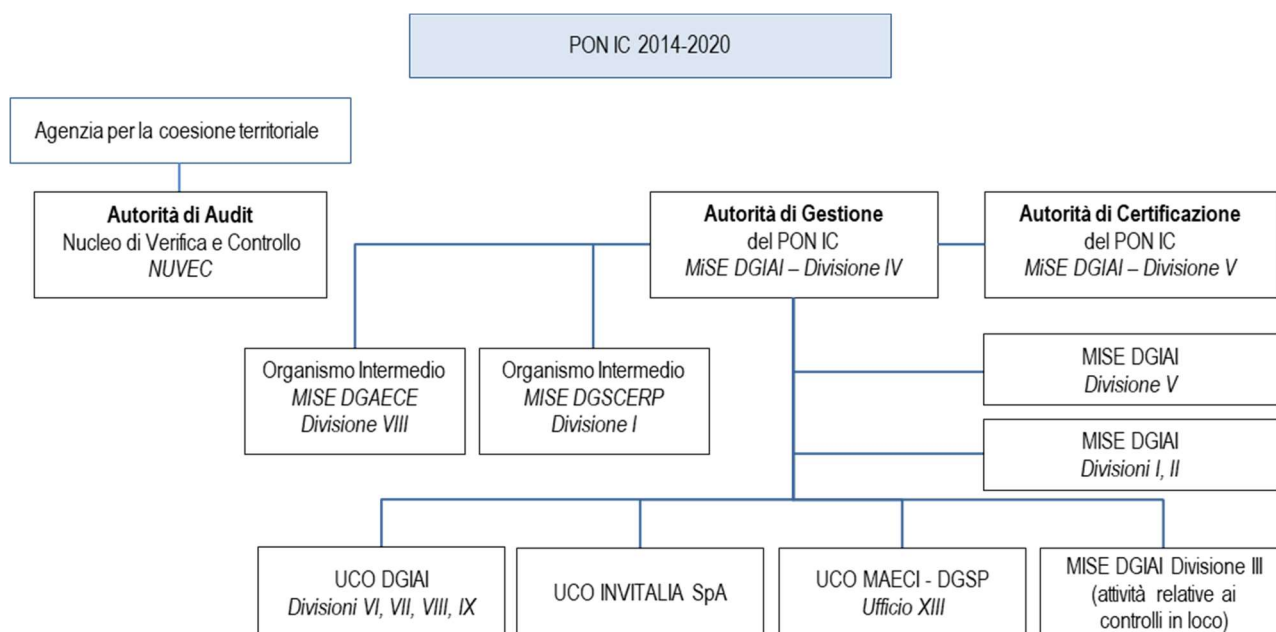 PON IC 2014-2020
Agenzia per la coesione territoriale
Autorità di Audit
Nucleo di Verifica e Controllo
NUVEC
Autorità di Gestione
del PON IC
MiSE DGIAI – Divisione IV
Autorità di Certificazione
del PON IC
MiSE DGIAI – Divisione V
Organismo Intermedio
MISE DGAECE
Divisione VIII
Organismo Intermedio
MISE DGSCERP
Divisione I
MISE DGIAI
Divisione V
MISE DGIAI
Divisioni I, II
UCO DGIAI
Divisioni VI, VII, VIII, IX
UCO INVITALIA SpA
UCO MAECI - DGSP
Ufficio XIII
MISE DGIAI Divisione III
(attività relative ai
controlli in loco)